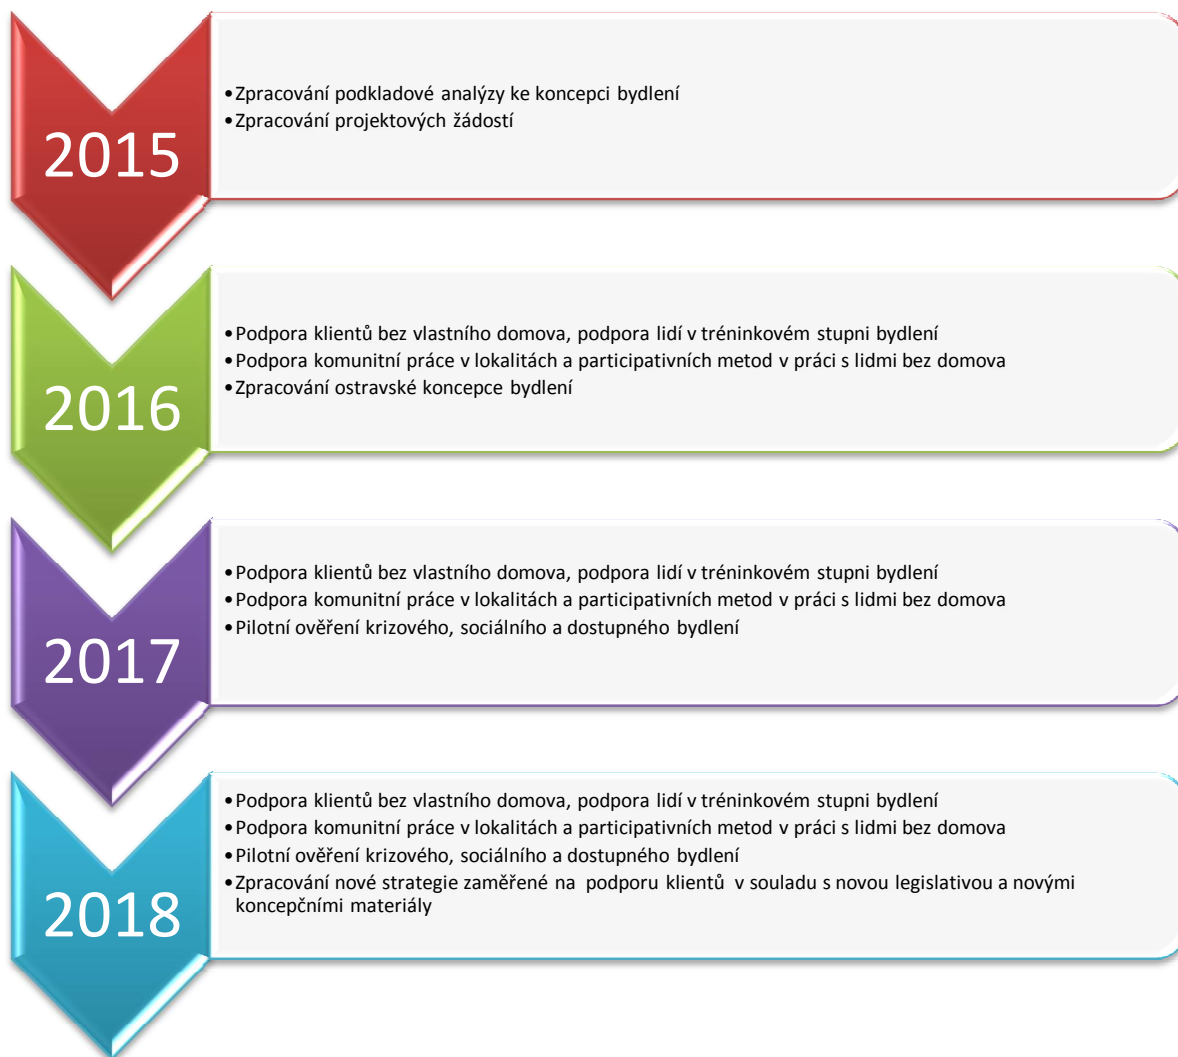 2015
•Zpracování podkladové analýzy ke koncepci bydlení
•Zpracování projektových žádostí
2016
•Podpora klientů bez vlastního domova, podpora lidí v tréninkovém stupni bydlení
•Podpora komunitní práce v lokalitách a participativních metod v práci s lidmi bez domova
•Zpracování ostravské koncepce bydlení
2017
•Podpora klientů bez vlastního domova, podpora lidí v tréninkovém stupni bydlení
•Podpora komunitní práce v lokalitách a participativních metod v práci s lidmi bez domova
•Pilotní ověření krizového, sociálního a dostupného bydlení
2018
•Podpora klientů bez vlastního domova, podpora lidí v tréninkovém stupni bydlení
•Podpora komunitní práce v lokalitách a participativních metod v práci s lidmi bez domova
•Pilotní ověření krizového, sociálního a dostupného bydlení
•Zpracování nové strategie zaměřené na podporu klientů v souladu s novou legislativou a novými
koncepčními materiály